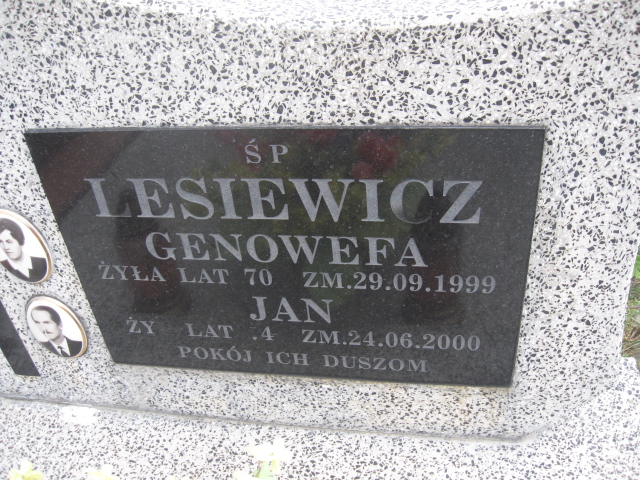 ŚP
LESIEWICZ
GENOWEFA
ŻYŁA LAT 70 ZM.29.09.1999
JAN
ŻY LAT 4 ZM.24.06.2000
POKÓJ ICH DUSZOM